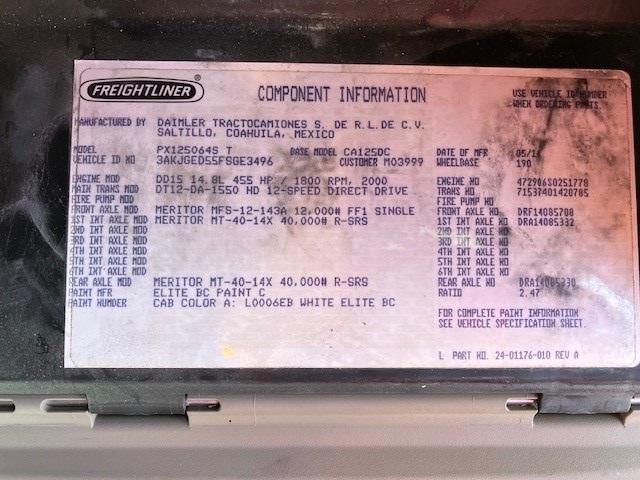 FREIGHTLINER ®
COMPONENT INFORMATION
USE VEHICLE ID NUMBER
WHEN ORDERING PARTS
MANUFACTURED BY DAIMLER TRACTOCAMIONES S. DE R.L.DE C.V.
SALTILLO, COAHUILA, MEXICO
MODEL PX125064S T BASE MODEL CA125DC DATE OF MFR 05/14
VEHICLE ID NO 3AKJGED55FSGE3496 CUSTOMER M03999 WHEELBASE 190
ENGINE MOD DD15 14.8L 455 HP / 1800 RPM, 2000 ENGINE NO 472906S0251778
MAIN TRANS MOD DT12-DA-1550 HD 12-SPEED DIRECT DRIVE TRANS NO 71537401420785
FIRE PUMP MOD FIRE PUMP NO
FRONT AXLE MOD MERITOR MFS-12-143A 12,000# FF1 SINGLE FRONT AXLE NO DRF14085708
1ST INT AXLE MOD MERITOR MT-40-14X 40,000# R-SRS 1ST INT AXLE NO DRA14085332
2ND INT AXLE MOD 2ND INT AXLE NO
3RD INT AXLE MOD 3RD INT AXLE NO
4TH INT AXLE MOD 4TH INT AXLE NO
5TH INT AXLE MOD 5TH INT AXLE NO
6TH INT AXLE MOD 6TH INT AXLE NO
REAR AXLE MOD MERITOR MT-40-14X 40,000# R-SRS REAR AXLE NO DRA14085330
PAINT MFR ELITE BC PAINT C RATIO 2.47
PAINT NUMBER CAB COLOR A: L0006EB WHITE ELITE BC
FOR COMPLETE PAINT INFORMATION
SEE VEHICLE SPECIFICATION SHEET.
L PART NO. 24-01176-010 REV A